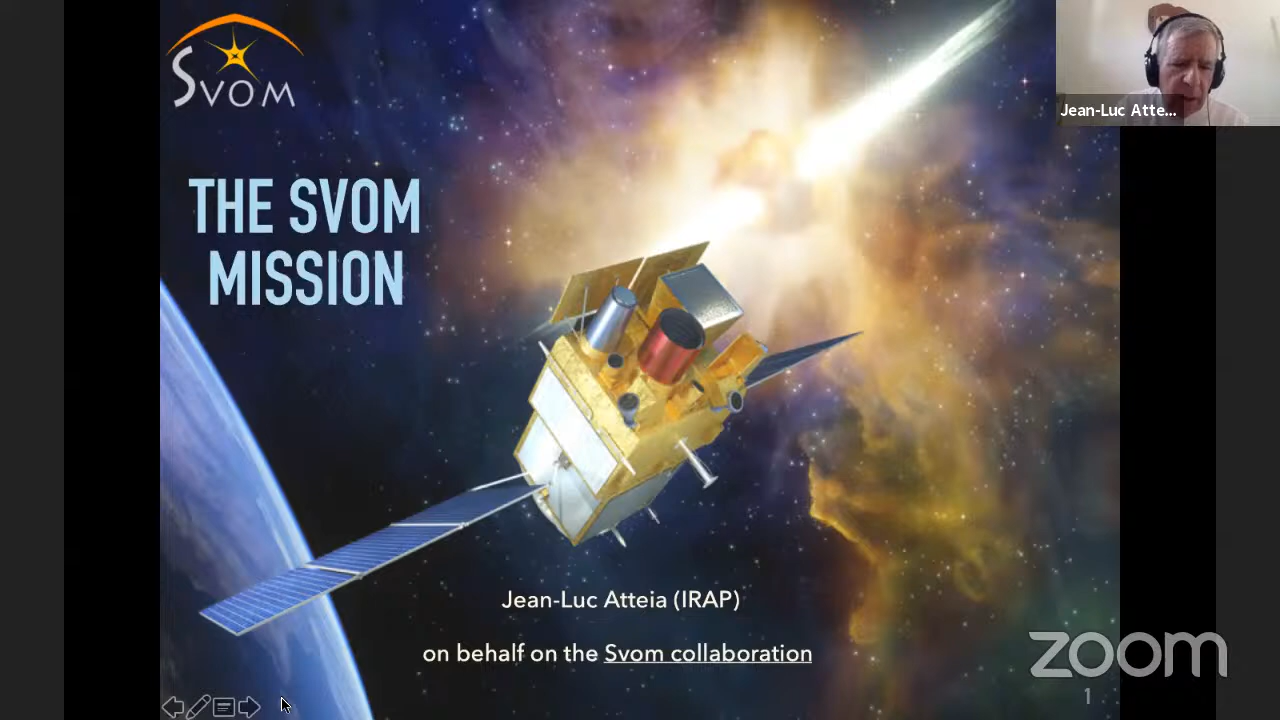 SVOM
Jean-Luc Atte...
THE SVOM
MISSION
Jean-Luc Atteia (IRAP)
on behalf on the Svom collaboration
zoom
1